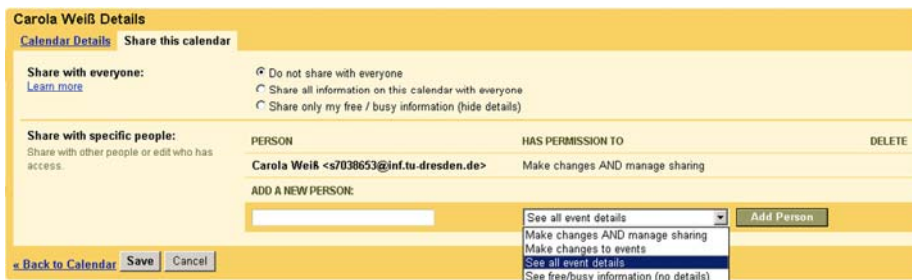 Carola Weiß Details
Calendar Details Share this calendar
Share with everyone:
Learn more
Do not share with everyone
Share all information on this calendar with everyone
Share only my free / busy information (hide details)
Share with specific people:
Share with other people or edit who has
access.
PERSON HAS PERMISSION TO DELETE
Carola Weiß <s7038653@inf.tu-dresden.de> Make changes AND manage sharing
ADD A NEW PERSON:
See all event details Add Person
Make changes AND manage sharing
Make changes to events
See all event details
See free/busy information (no details)
« Back to Calendar Save Cancel